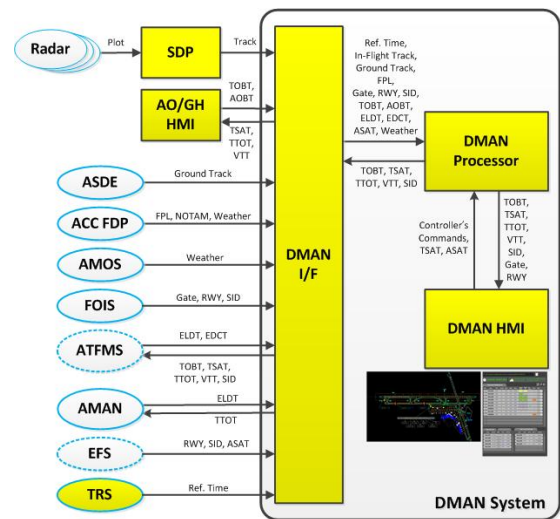 Radar
Plot
SDP
Track
AO/GH
HMI
TOBT,
AOBT
TSAT,
TTOT,
VTT
ASDE
Ground Track
ACC FDP
FPL, NOTAM, Weather
AMOS
Weather
FOIS
Gate, RWY, SID
ATFMS
ELDT, EDCT
TOBT, TSAT,
TTOT, VTT, SID
AMAN
ELDT
TTOT
EFS
RWY, SID, ASAT
TRS
Ref. Time
DMAN
I/F
Ref. Time,
In-Flight Track,
Ground Track,
FPL,
Gate, RWY, SID,
TOBT, AOBT,
ELDT, EDCT,
ASAT, Weather
TOBT, TSAT,
TTOT, VTT, SID
DMAN
Processor
Controller's
Commands,
TSAT, ASAT
TOBT,
TSAT,
TTOT,
VTT,
SID,
Gate,
RWY
DMAN HMI
DMAN System